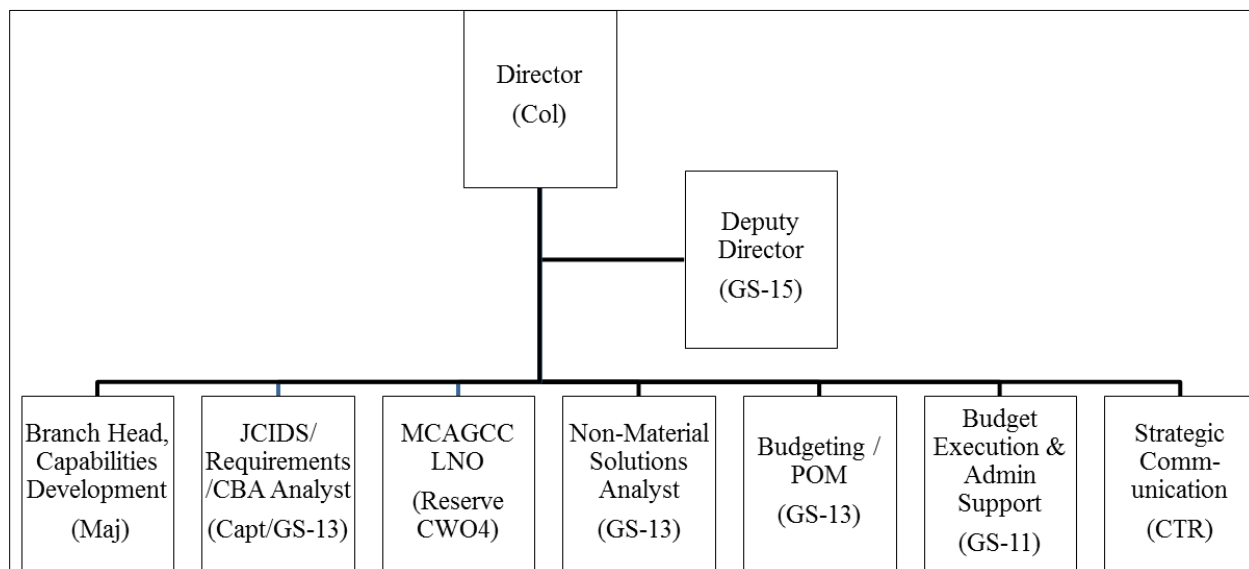 Director
(Col)
Deputy
Director
(GS-15)
Branch Head,
Capabilities
Development
(Maj)
JCIDS/
Requirements
/CBA Analyst
(Capt/GS-13)
MCAGCC
LNO
(Reserve
CWO4)
Non-Material
Solutions
Analyst
(GS-13)
Budgeting /
POM
(GS-13)
Budget
Execution &
Admin
Support
(GS-11)
Strategic
Comm-
unication
(CTR)